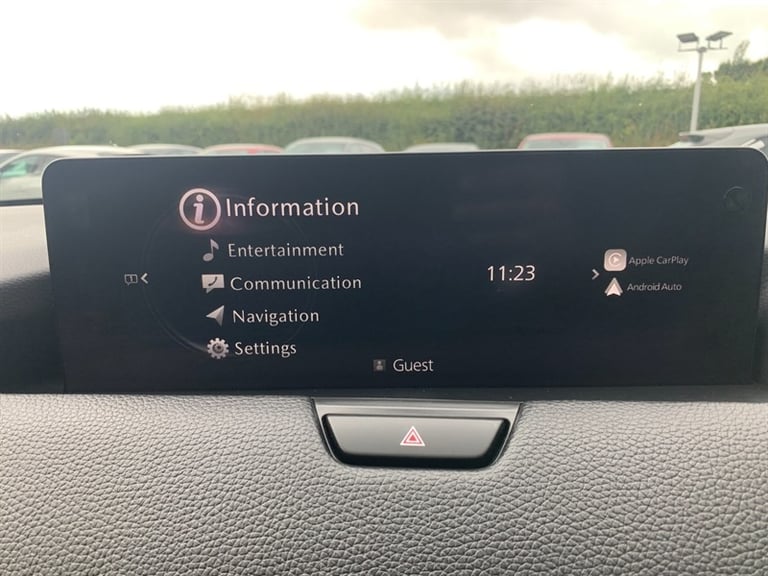 Information
Entertainment
Communication
Navigation
Settings
11:23
Apple CarPlay
Android Auto
Guest